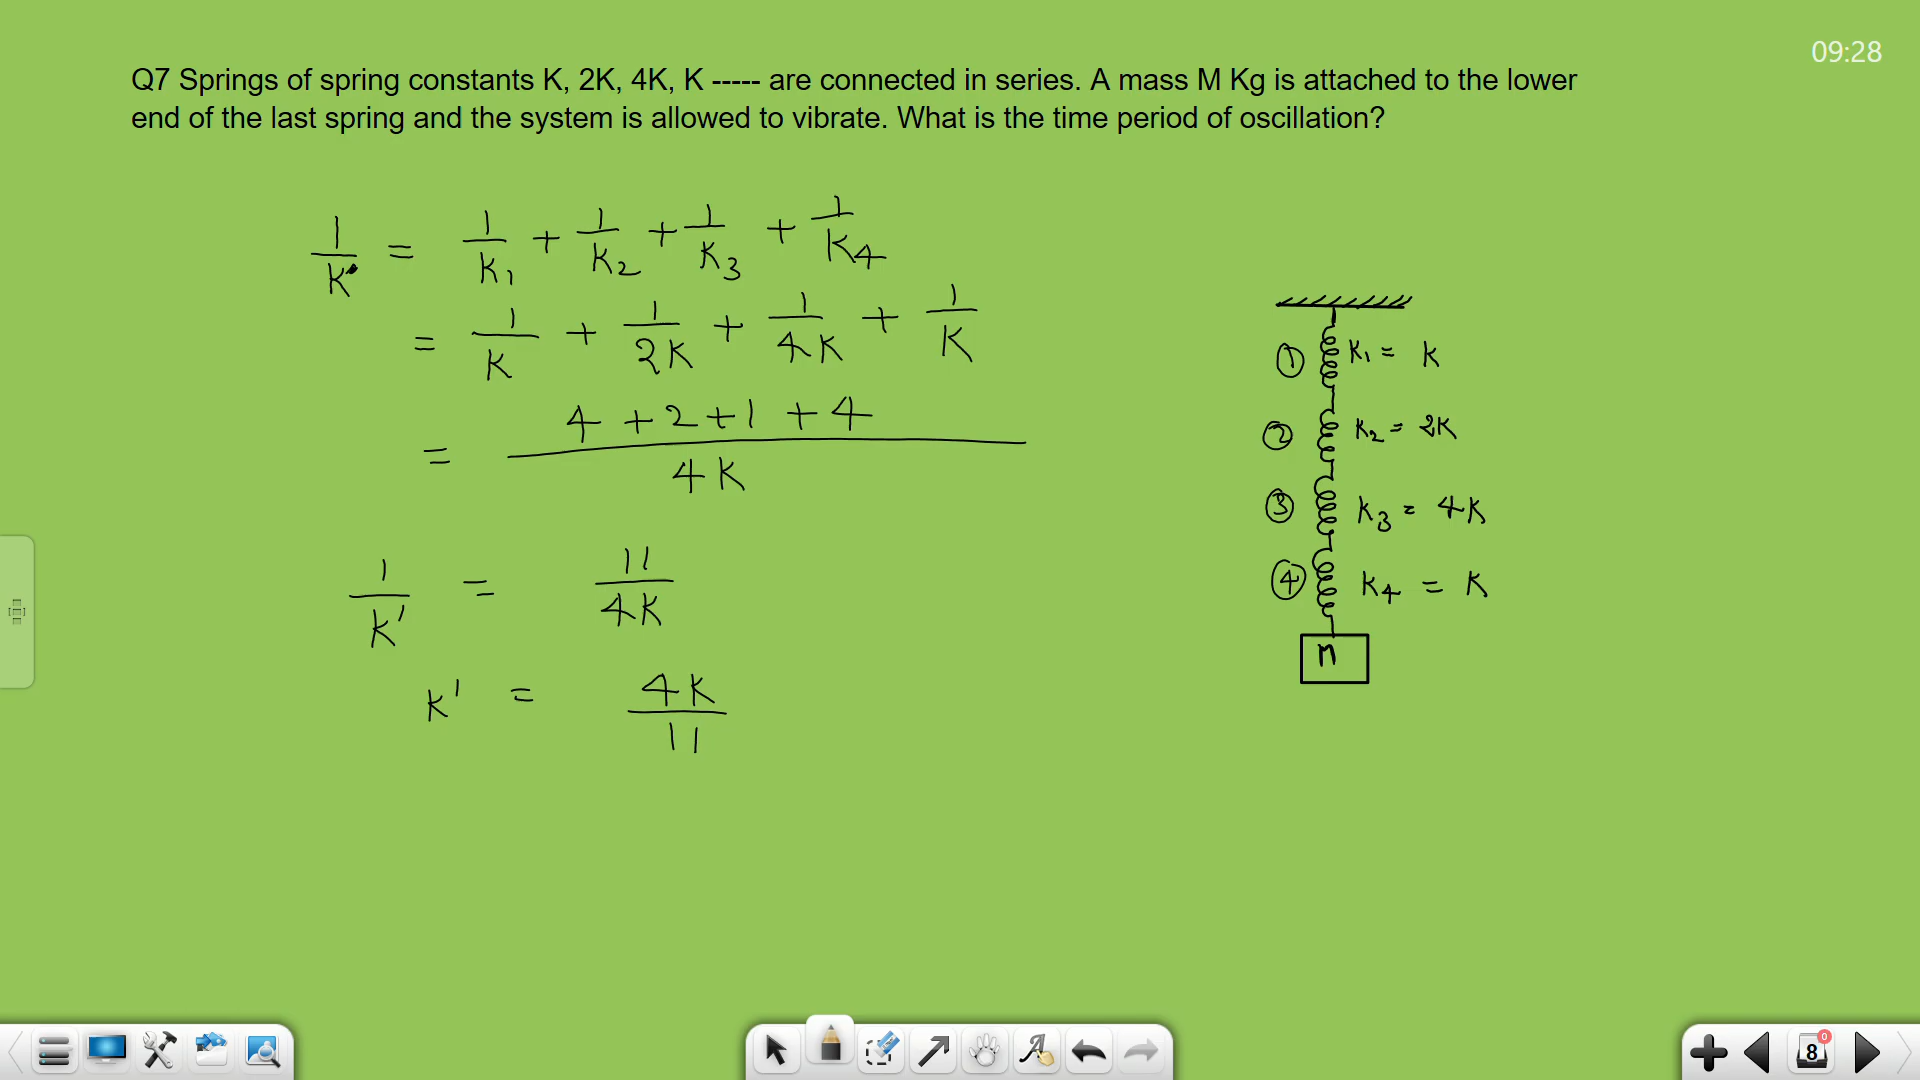 09:28
Q7 Springs of spring constants K, 2K, 4K, K ----- are connected in series. A mass M Kg is attached to the lower
end of the last spring and the system is allowed to vibrate. What is the time period of oscillation?
1/K' = 1/K₁ + 1/K₂ + 1/K₃ + 1/K₄
= 1/K + 1/2K + 1/4K + 1/K
= (4 + 2 + 1 + 4)/4K
1/K' = 11/4K
K' = 4K/11
① K₁ = K
② K₂ = 2K
③ K₃ = 4K
④ K₄ = K
M
8
0